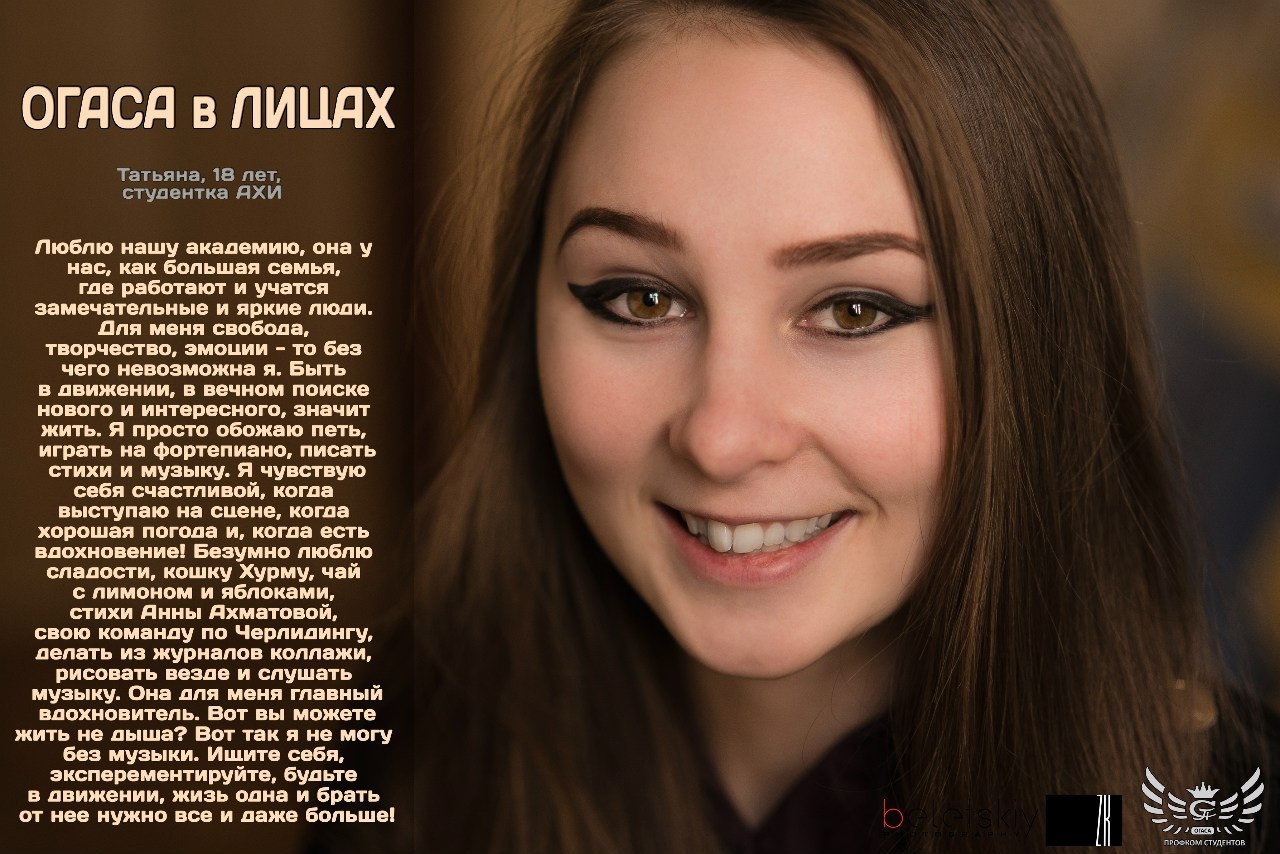 ОГАСА в ЛИЦАХ
Татьяна, 18 лет,
студентка АХИ
Люблю нашу академию, она у
нас, как большая семья,
где работают и учатся
замечательные и яркие люди.
Для меня свобода,
творчество, эмоции - то без
чего невозможна я. Быть
в движении, в вечном поиске
нового и интересного, значит
жить. Я просто обожаю петь,
играть на фортепиано, писать
стихи и музыку. Я чувствую
себя счастливой, когда
выступаю на сцене, когда
хорошая погода и, когда есть
вдохновение! Безумно люблю
сладости, кошку Хурму, чай
с лимоном и яблоками,
стихи Анны Ахматовой,
свою команду по Черлидингу,
делать из журналов коллажи,
рисовать везде и слушать
музыку. Она для меня главный
вдохновитель. Вот вы можете
жить не дыша? Вот так я не могу
без музыки. Ищите себя,
эксперементируйте, будьте
в движении, жизь одна и брать
от нее нужно все и даже больше!
beletskiy
ZK
ОГАСА
ПРОФКОМ СТУДЕНТОВ